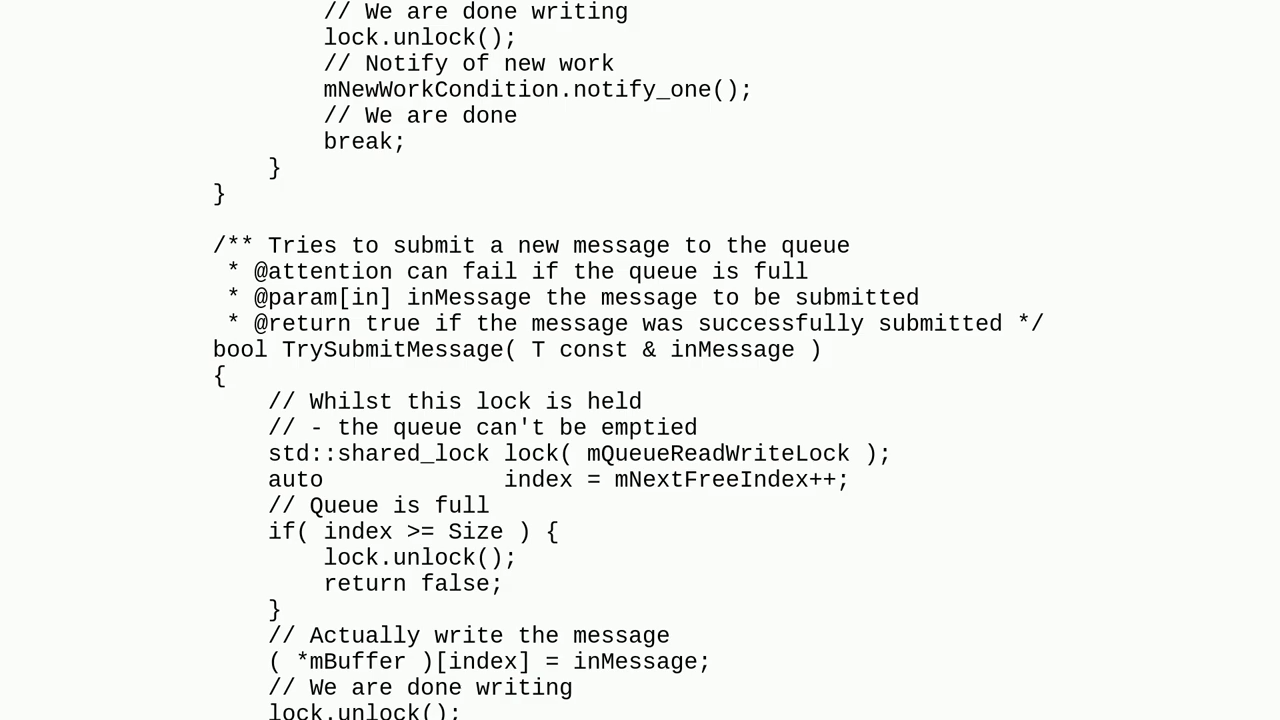 // We are done writing
        lock.unlock();
        // Notify of new work
        mNewWorkCondition.notify_one();
        // We are done
        break;
    }
}

/** Tries to submit a new message to the queue
 * @attention can fail if the queue is full
 * @param[in] inMessage the message to be submitted
 * @return true if the message was successfully submitted */
bool TrySubmitMessage( T const & inMessage )
{
    // Whilst this lock is held
    // - the queue can't be emptied
    std::shared_lock lock( mQueueReadWriteLock );
    auto             index = mNextFreeIndex++;
    // Queue is full
    if( index >= Size ) {
        lock.unlock();
        return false;
    }
    // Actually write the message
    ( *mBuffer )[index] = inMessage;
    // We are done writing
    lock.unlock();